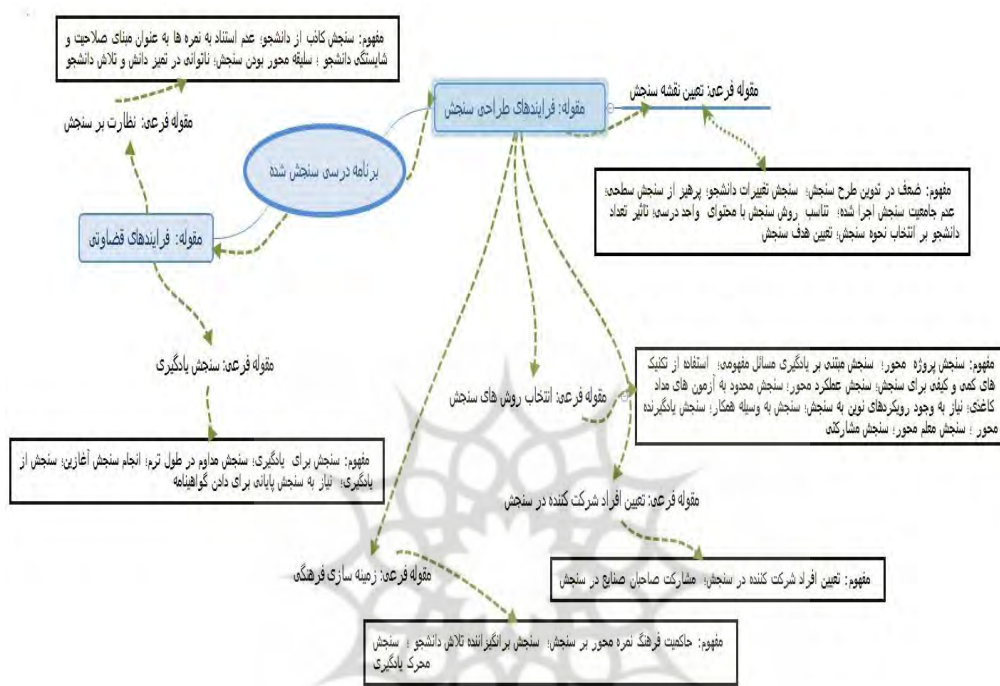 مفهوم: سنجش کاذب از دانشجو؛ عدم استناد به نمره ها به عنوان مبنای صلاحیت و
شایستگی دانشجو ؛ سلیقه محور بودن سنجش؛ ناتوانی در تمیز دانش و تلاش دانشجو
مقوله فرعی: نظارت بر سنجش
مقوله: فرایندهای طراحی سنجش
مقوله فرعی: تعیین نقشه سنجش
برنامه درسی سنجش شده
مفهوم: ضعف در تدوین طرح سنجش؛ سنجش تغییرات دانشجو؛ پرهیز از سنجش سطحی؛
عدم جامعیت سنجش اجرا شده؛ تناسب روش سنجش با محتوای واحد درسی؛ تاثیر تعداد
دانشجو بر انتخاب نحوه سنجش؛ تعیین هدف سنجش
مقوله: فرایندهای قضاوتی
مقوله فرعی: سنجش یادگیری
مفهوم: سنجش پروژه محور؛ سنجش مبتنی بر یادگیری مسائل مفهومی؛ استفاده از تکنیک
های کمی و کیفی برای سنجش؛ سنجش عملکرد محور؛ سنجش محدود به آزمون های مداد
کاغذی؛ نیاز به وجود رویکردهای نوین به سنجش؛ سنجش به وسیله همکار؛ سنجش یادگیرنده
محور ؛ سنجش معلم محور؛ سنجش مشارکتی
مقوله فرعی: انتخاب روش های سنجش
مفهوم: سنجش برای یادگیری؛ سنجش مداوم در طول ترم؛ انجام سنجش آغازین؛ سنجش از
یادگیری؛ نیاز به سنجش پایانی برای دادن گواهینامه
مقوله فرعی: تعیین افراد شرکت کننده در سنجش
مقوله فرعی: زمینه سازی فرهنگی
مفهوم: تعیین افراد شرکت کننده در سنجش؛ مشارکت صاحبان صنایع در سنجش
مفهوم: حاکمیت فرهنگ نمره محور بر سنجش؛ سنجش برانگیزاننده تلاش دانشجو ؛ سنجش
محرک یادگیری